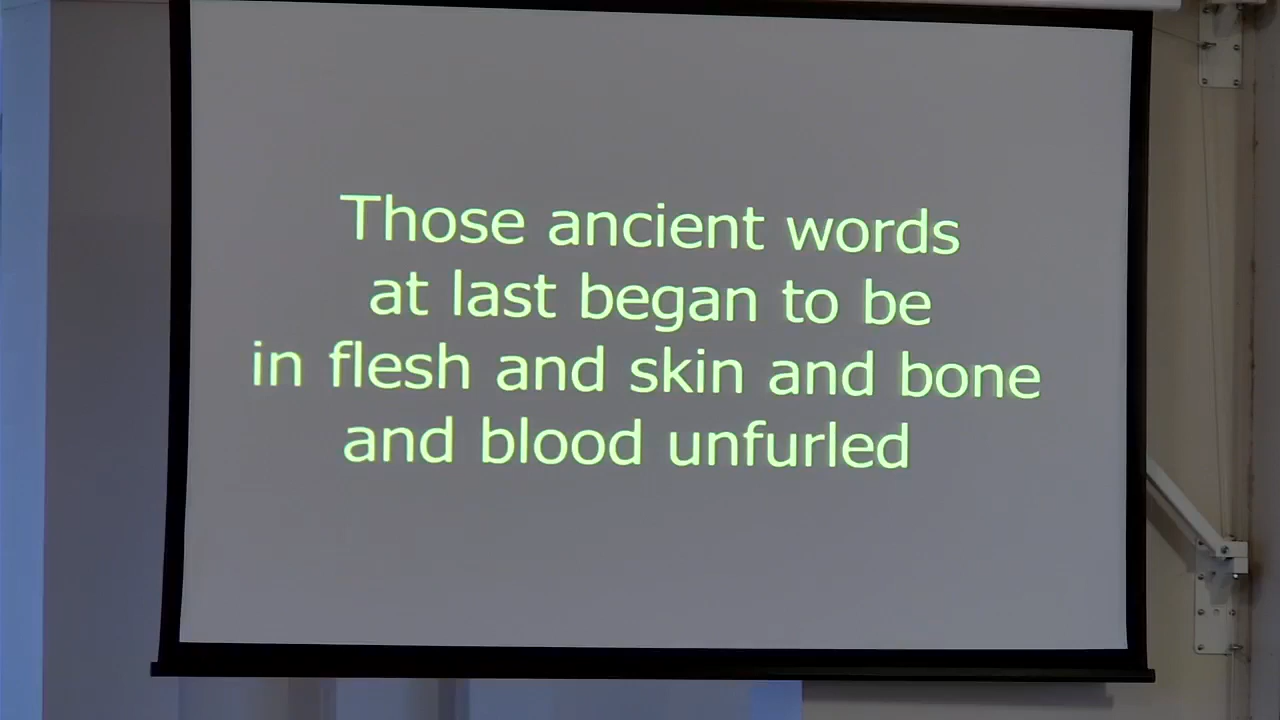 Those ancient words
at last began to be
in flesh and skin and bone
and blood unfurled